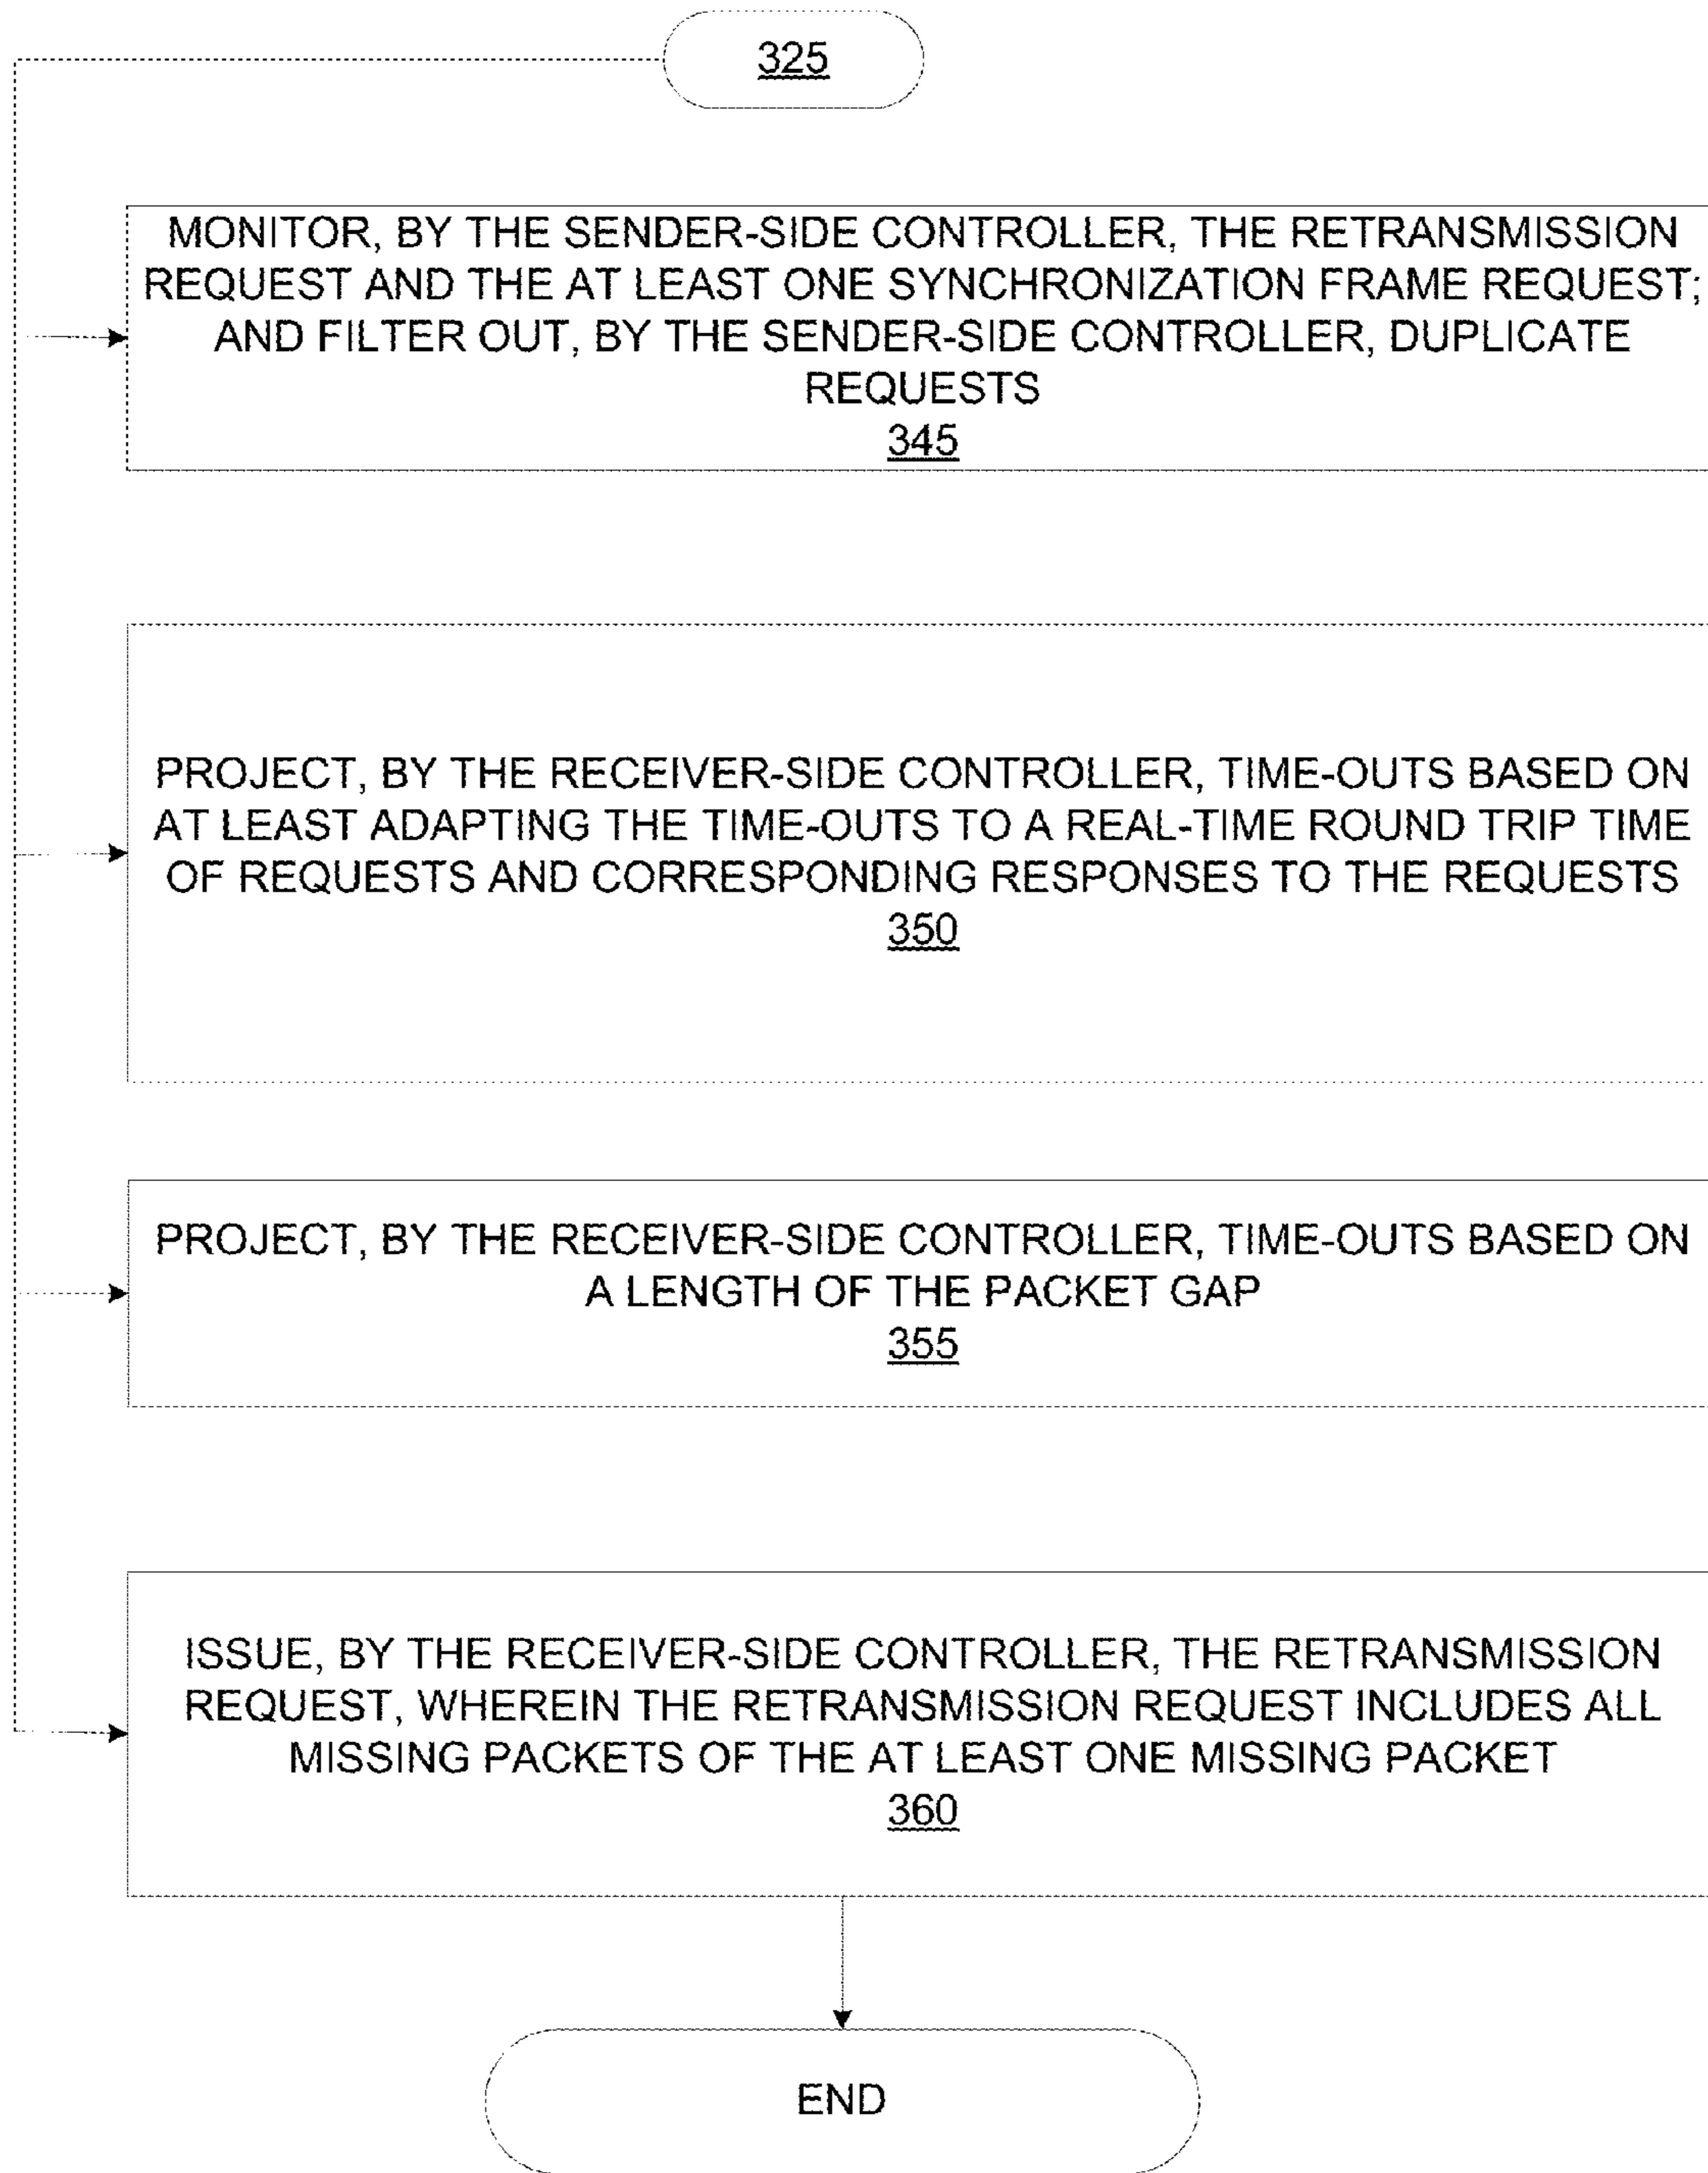 325
MONITOR, BY THE SENDER-SIDE CONTROLLER, THE RETRANSMISSION
REQUEST AND THE AT LEAST ONE SYNCHRONIZATION FRAME REQUEST;
AND FILTER OUT, BY THE SENDER-SIDE CONTROLLER, DUPLICATE
REQUESTS
345
PROJECT, BY THE RECEIVER-SIDE CONTROLLER, TIME-OUTS BASED ON
AT LEAST ADAPTING THE TIME-OUTS TO A REAL-TIME ROUND TRIP TIME
OF REQUESTS AND CORRESPONDING RESPONSES TO THE REQUESTS
350
PROJECT, BY THE RECEIVER-SIDE CONTROLLER, TIME-OUTS BASED ON
A LENGTH OF THE PACKET GAP
355
ISSUE, BY THE RECEIVER-SIDE CONTROLLER, THE RETRANSMISSION
REQUEST, WHEREIN THE RETRANSMISSION REQUEST INCLUDES ALL
MISSING PACKETS OF THE AT LEAST ONE MISSING PACKET
360
END